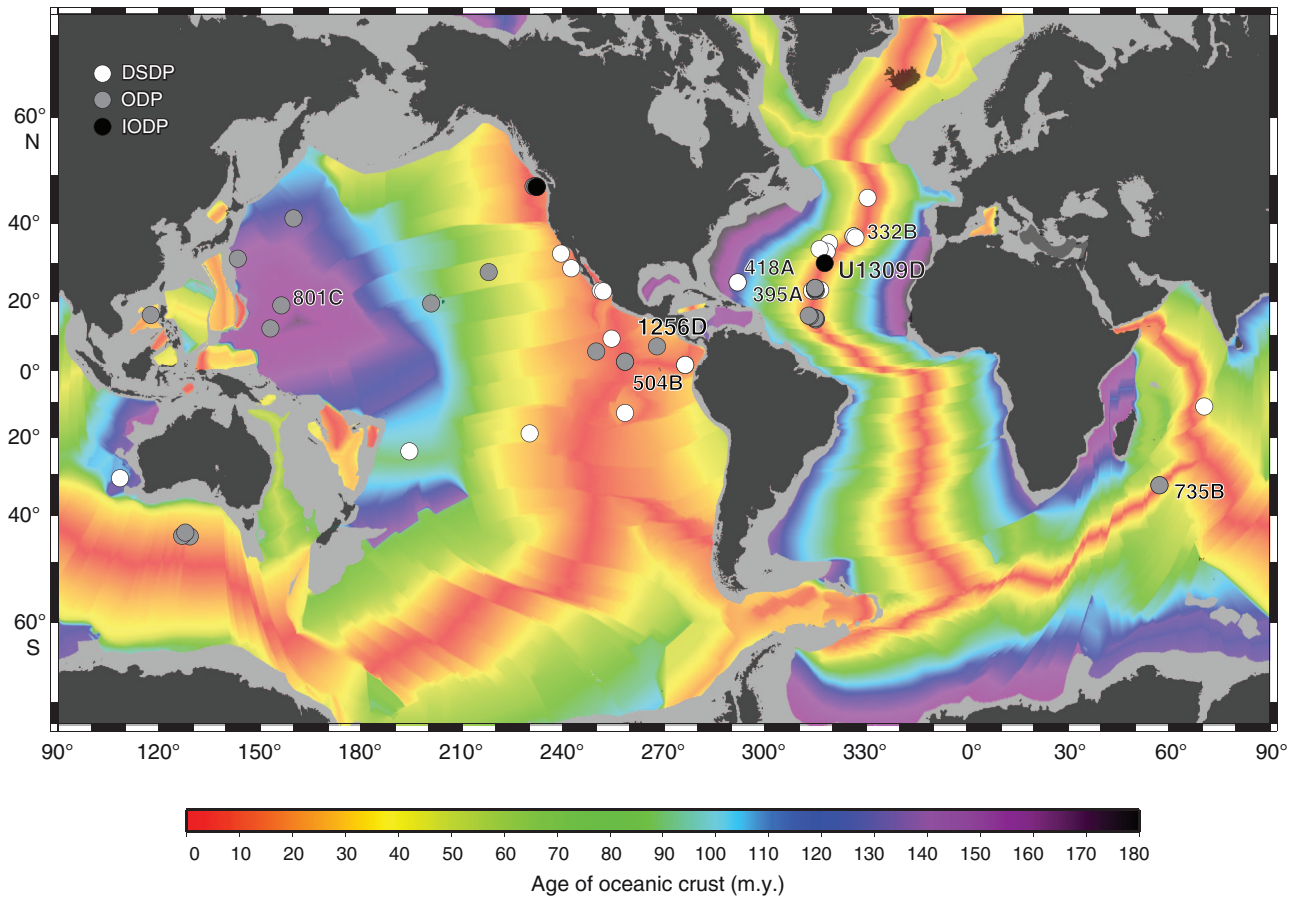 DSDP
ODP
IODP
60°
N
40°
20°
0°
20°
40°
60°
S
332B
418A
U1309D
395A
801C
1256D
504B
735B
90° 120° 150° 180° 210° 240° 270° 300° 330° 0° 30° 60° 90°
0 10 20 30 40 50 60 70 80 90 100 110 120 130 140 150 160 170 180
Age of oceanic crust (m.y.)